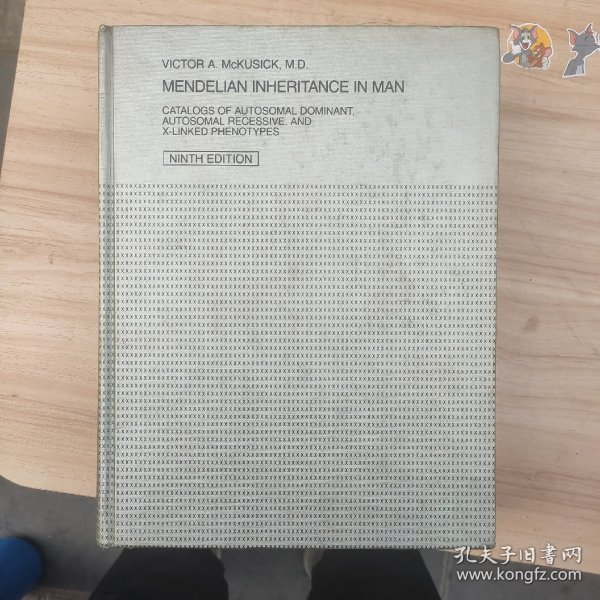 VICTOR A. McKUSICK, M.D.
MENDELIAN INHERITANCE IN MAN
CATALOGS OF AUTOSOMAL DOMINANT,
AUTOSOMAL RECESSIVE, AND
X-LINKED PHENOTYPES
NINTH EDITION
孔夫子旧書网
www.kongfz.com